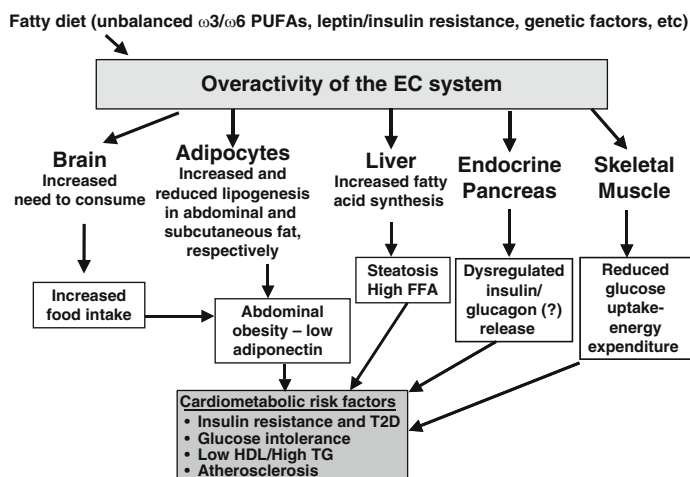 Fatty diet (unbalanced ω3/ω6 PUFAs, leptin/insulin resistance, genetic factors, etc)
Overactivity of the EC system
Brain
Increased
need to consume
Adipocytes
Increased and
reduced lipogenesis
in abdominal and
subcutaneous fat,
respectively
Liver
Increased fatty
acid synthesis
Endocrine
Pancreas
Skeletal
Muscle
Increased
food intake
Abdominal
obesity – low
adiponectin
Steatosis
High FFA
Dysregulated
insulin/
glucagon (?)
release
Reduced
glucose
uptake-
energy
expenditure
Cardiometabolic risk factors
• Insulin resistance and T2D
• Glucose intolerance
• Low HDL/High TG
• Atherosclerosis